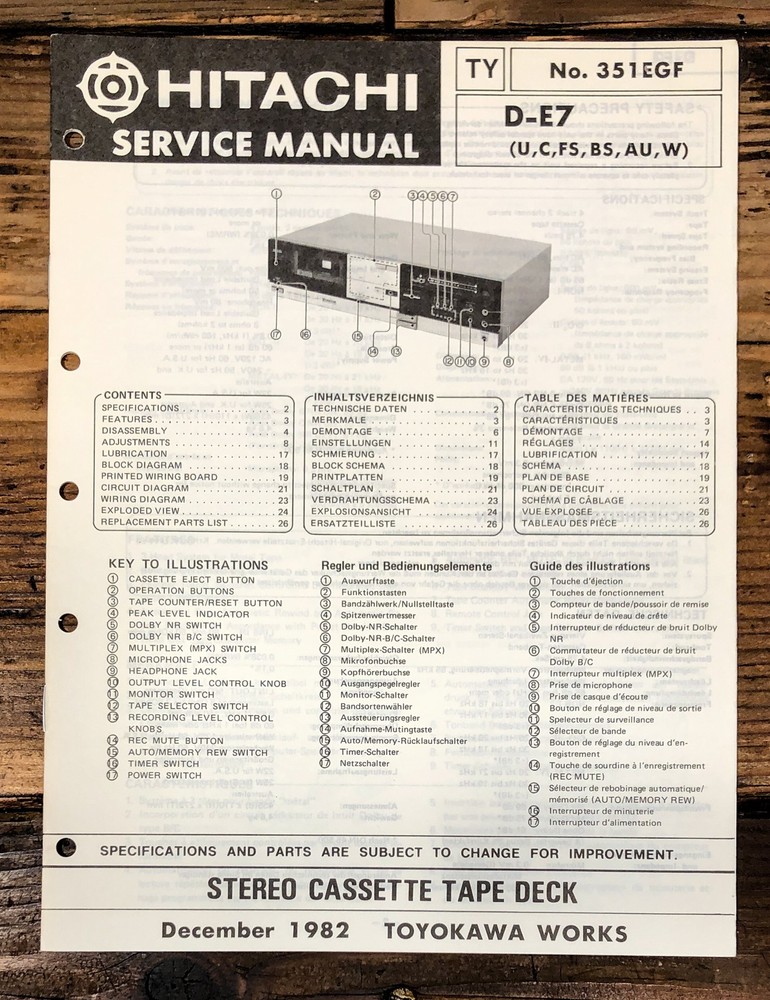 HITACHI
SERVICE MANUAL
TY
No. 351EGF
D-E7
(U,C,FS,BS,AU,W)
① ② ③④⑤⑥⑦
⑰ ⑯ ⑮ ⑭ ⑬ ⑫ ⑪ ⑩ ⑨ ⑧
CONTENTS
SPECIFICATIONS . . . . . . . . . . 2
FEATURES . . . . . . . . . . 3
DISASSEMBLY . . . . . . . . . . 4
ADJUSTMENTS . . . . . . . . . . 8
LUBRICATION . . . . . . . . . . 17
BLOCK DIAGRAM . . . . . . . . . . 18
PRINTED WIRING BOARD . . . . . . . 19
CIRCUIT DIAGRAM . . . . . . . . . . 21
WIRING DIAGRAM . . . . . . . . . . 23
EXPLODED VIEW . . . . . . . . . . 24
REPLACEMENT PARTS LIST . . . . . . 26
INHALTSVERZEICHNIS
TECHNISCHE DATEN . . . . . . . . . 2
MERKMALE . . . . . . . . . . 3
DEMONTAGE . . . . . . . . . . 6
EINSTELLUNGEN . . . . . . . . . . 11
SCHMIERUNG . . . . . . . . . . 17
BLOCK SCHEMA . . . . . . . . . . 18
PRINTPLATTEN . . . . . . . . . . 19
SCHALTPLAN . . . . . . . . . . 21
VERDRAHTUNGSSCHEMA . . . . . . . 23
EXPLOSIONSANSICHT . . . . . . . . 24
ERSATZTEILLISTE . . . . . . . . . . 26
TABLE DES MATIÈRES
CARACTERISTIQUES TECHNIQUES . . 3
CARACTÉRISTIQUES . . . . . . . . . 3
DÉMONTAGE . . . . . . . . . . 7
RÉGLAGES . . . . . . . . . . 14
LUBRIFICATION . . . . . . . . . . 17
SCHÉMA . . . . . . . . . . 18
PLAN DE BASE . . . . . . . . . . 19
PLAN DE CIRCUIT . . . . . . . . . . 21
SCHÉMA DE CÂBLAGE . . . . . . . . 23
VUE EXPLOSEE . . . . . . . . . . 24
TABLEAU DES PIÈCE . . . . . . . . . 26
KEY TO ILLUSTRATIONS
① CASSETTE EJECT BUTTON
② OPERATION BUTTONS
③ TAPE COUNTER/RESET BUTTON
④ PEAK LEVEL INDICATOR
⑤ DOLBY NR SWITCH
⑥ DOLBY NR B/C SWITCH
⑦ MULTIPLEX (MPX) SWITCH
⑧ MICROPHONE JACKS
⑨ HEADPHONE JACK
⑩ OUTPUT LEVEL CONTROL KNOB
⑪ MONITOR SWITCH
⑫ TAPE SELECTOR SWITCH
⑬ RECORDING LEVEL CONTROL
KNOBS
⑭ REC MUTE BUTTON
⑮ AUTO/MEMORY REW SWITCH
⑯ TIMER SWITCH
⑰ POWER SWITCH
Regler und Bedienungselemente
① Auswurftaste
② Funktionstasten
③ Bandzählwerk/Nullstelltaste
④ Spitzenwertmesser
⑤ Dolby-NR-Schalter
⑥ Dolby-NR-B/C-Schalter
⑦ Multiplex-Schalter (MPX)
⑧ Mikrofonbuchse
⑨ Kopfhörerbuchse
⑩ Ausgangspegelregler
⑪ Monitor-Schalter
⑫ Bandsortenwähler
⑬ Aussteuerungsregler
⑭ Aufnahme-Mutingtaste
⑮ Auto/Memory-Rücklaufschalter
⑯ Timer-Schalter
⑰ Netzschalter
Guide des illustrations
① Touche d'éjection
② Touches de fonctionnement
③ Compteur de bande/poussoir de remise
④ Indicateur de niveau de crête
⑤ Interrupteur de réducteur de bruit Dolby
NR
⑥ Commutateur de réducteur de bruit
Dolby B/C
⑦ Interrupteur multiplex (MPX)
⑧ Prise de microphone
⑨ Prise de casque d'écoute
⑩ Bouton de réglage de niveau de sortie
⑪ Spelecteur de surveillance
⑫ Sélecteur de bande
⑬ Bouton de réglage du niveau d'en-
registrement
⑭ Touche de sourdine à l'enregistrement
(REC MUTE)
⑮ Sélecteur de rebobinage automatique/
mémorisé (AUTO/MEMORY REW)
⑯ Interrupteur de minuterie
⑰ Interrupteur d'alimentation
SPECIFICATIONS AND PARTS ARE SUBJECT TO CHANGE FOR IMPROVEMENT.
STEREO CASSETTE TAPE DECK
December 1982 TOYOKAWA WORKS